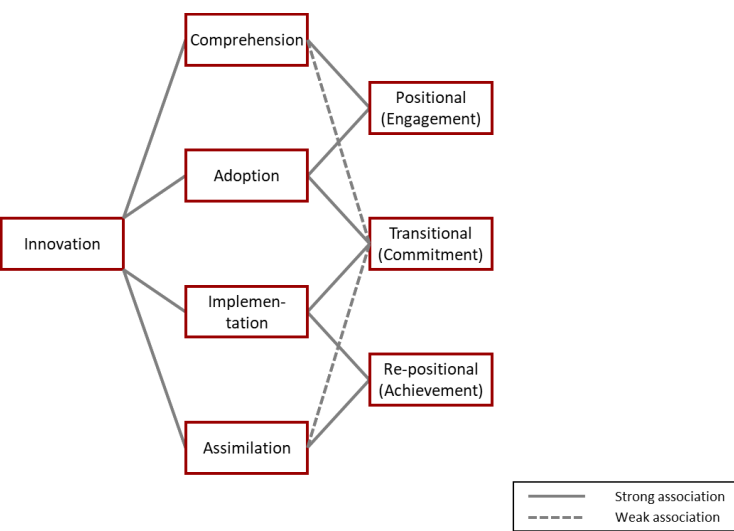 Comprehension
Positional
(Engagement)
Adoption
Innovation
Transitional
(Commitment)
Implemen-
tation
Re-positional
(Achievement)
Assimilation
Strong association
Weak association